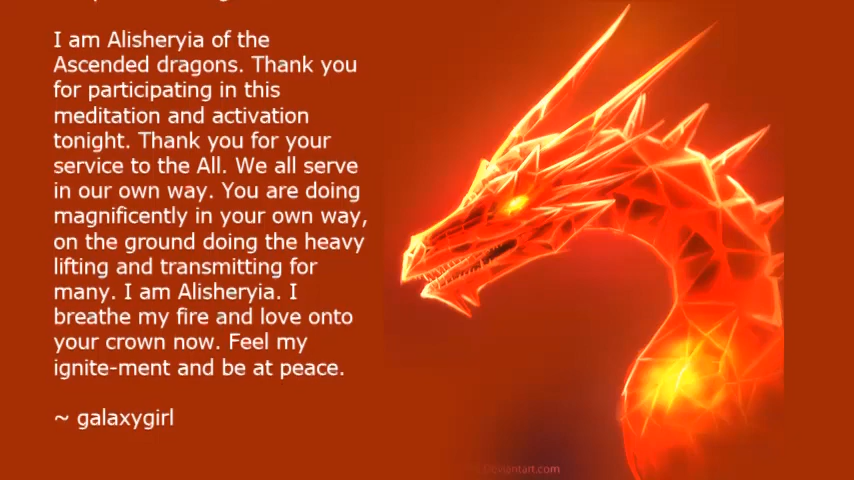 I am Alisheryia of the
Ascended dragons. Thank you
for participating in this
meditation and activation
tonight. Thank you for your
service to the All. We all serve
in our own way. You are doing
magnificently in your own way,
on the ground doing the heavy
lifting and transmitting for
many. I am Alisheryia. I
breathe my fire and love onto
your crown now. Feel my
ignite-ment and be at peace.
~ galaxygirl
Deviantart.com